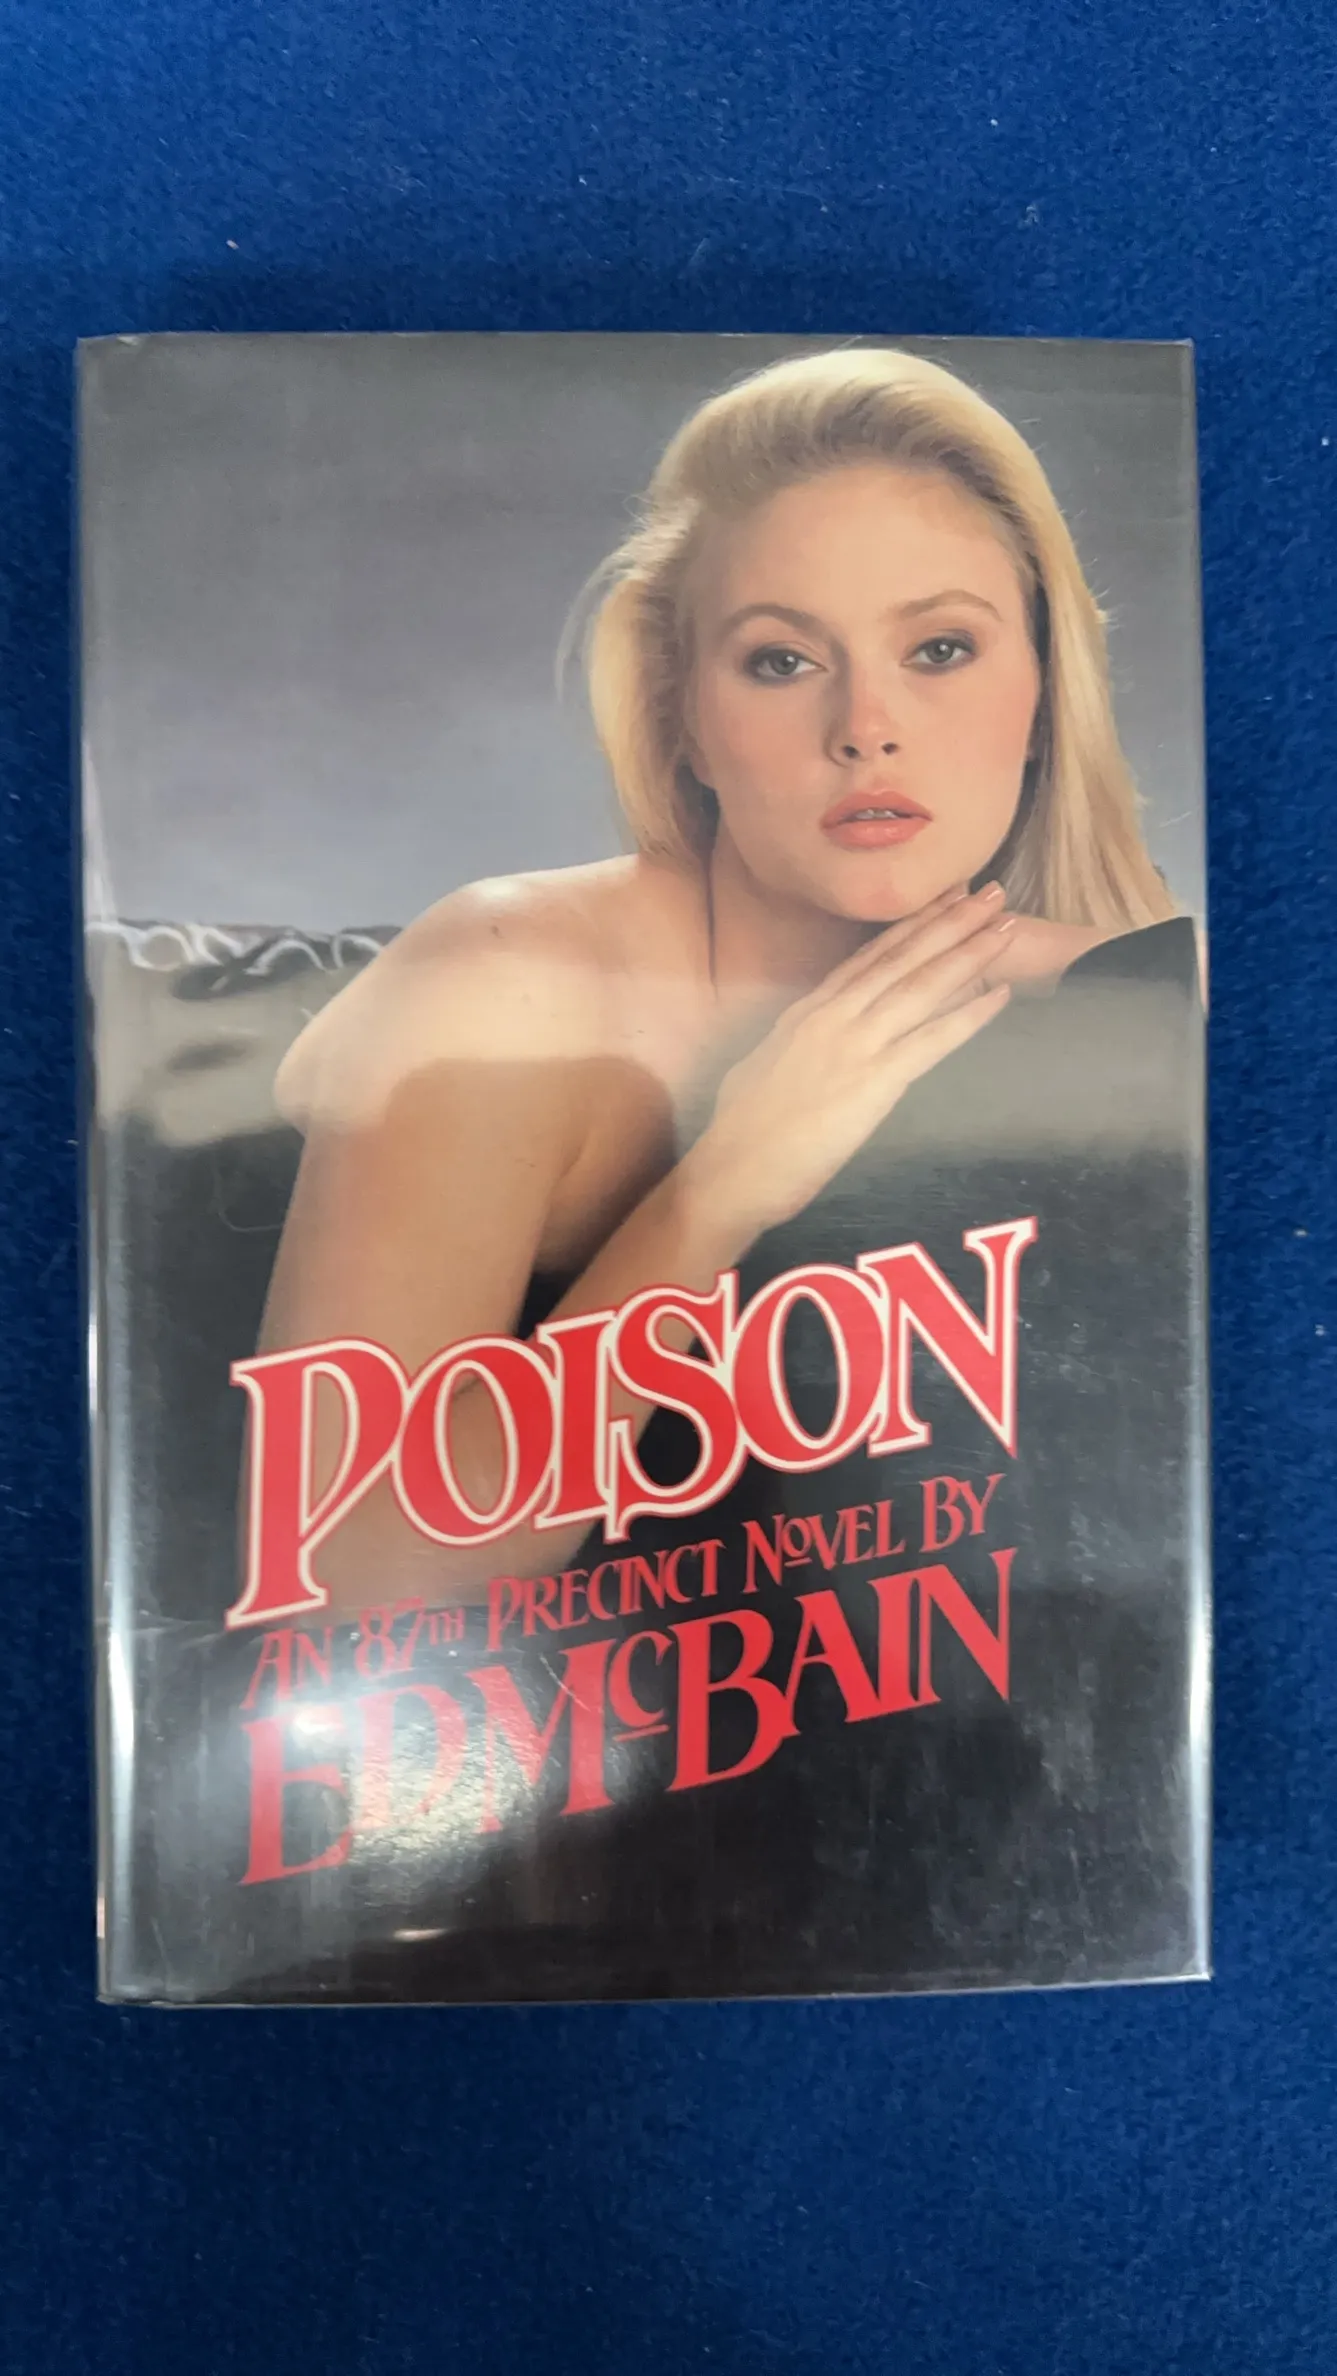 POISON
AN 87TH PRECINCT NOVEL BY
ED MCBAIN